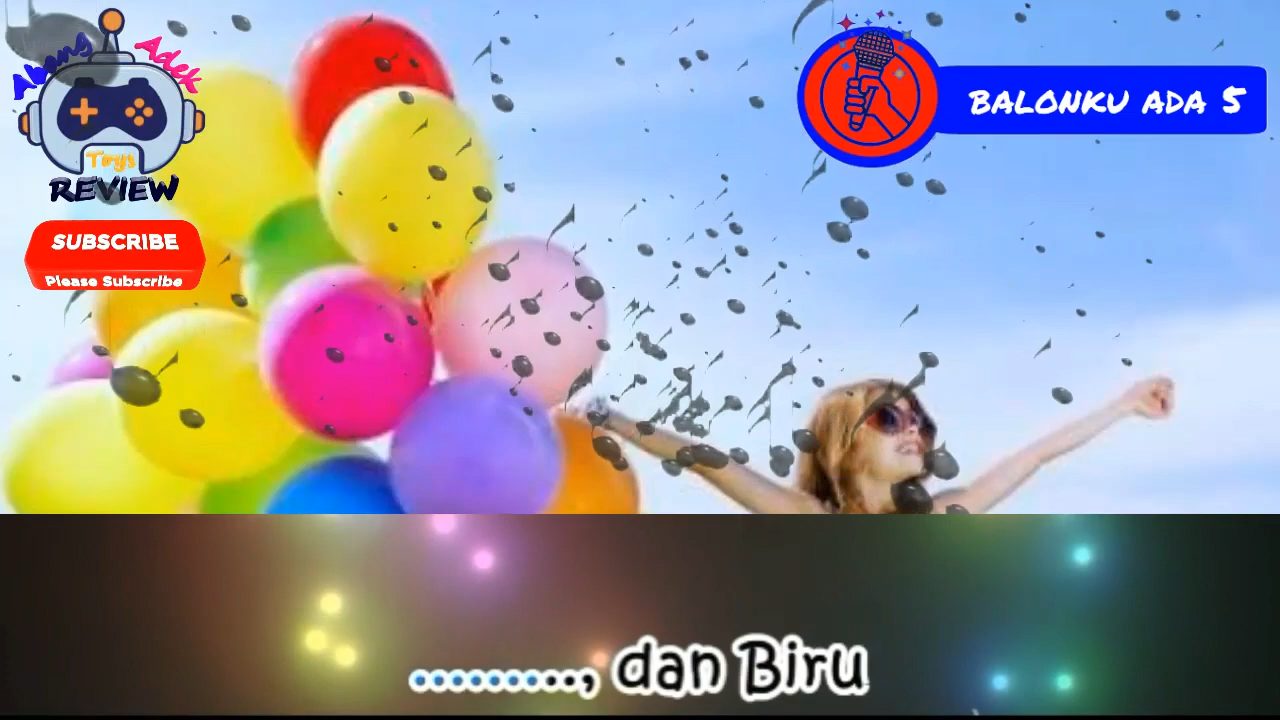 Abang Adek
Toys
REVIEW
SUBSCRIBE
Please Subscribe
BALONKU ADA 5
.........., dan Biru